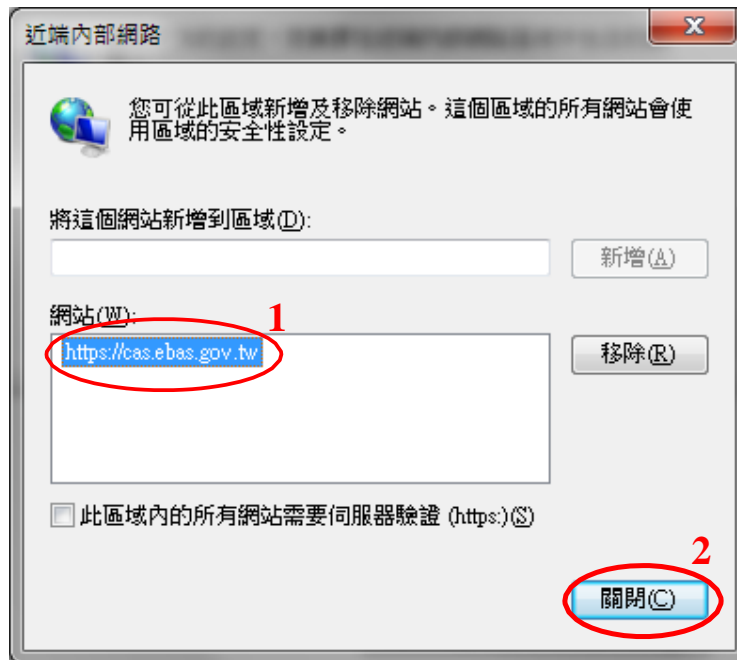 近端內部網路
您可從此區域新增及移除網站。這個區域的所有網站會使
用區域的安全性設定。
將這個網站新增到區域(D):
新增(A)
網站(W):
1
https://cas.ebas.gov.tw
移除(R)
此區域內的所有網站需要伺服器驗證 (https:)(S)
2
關閉(C)